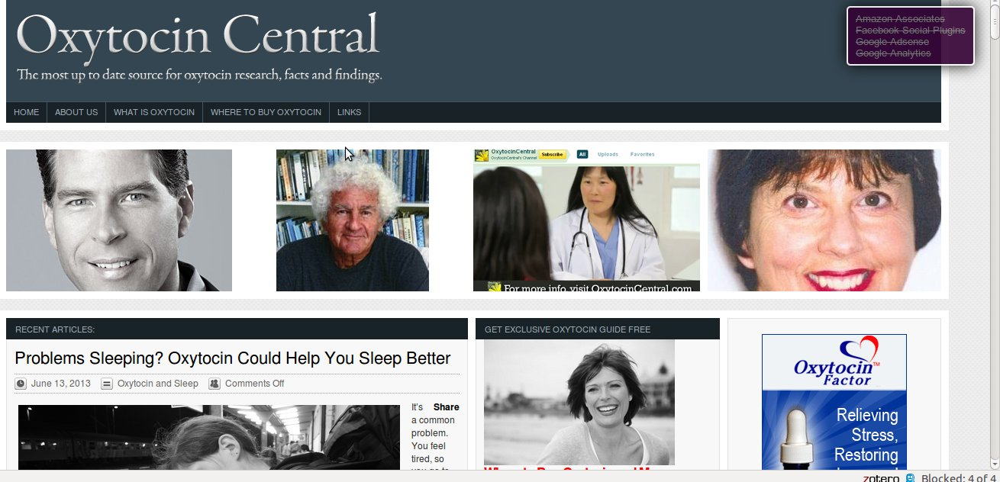 Oxytocin Central
The most up to date source for oxytocin research, facts and findings.
Amazon Associates
Facebook Social Plugins
Google Adsense
Google Analytics
HOME
ABOUT US
WHAT IS OXYTOCIN
WHERE TO BUY OXYTOCIN
LINKS
OxytocinCentral
OxytocinCentral's Channel
Subscribe
All
Uploads
Favorites
For more info, visit OxytocinCentral.com
RECENT ARTICLES:
Problems Sleeping? Oxytocin Could Help You Sleep Better
June 13, 2013
Oxytocin and Sleep
Comments Off
Share
It's
a common
problem.
You feel
tired, so
GET EXCLUSIVE OXYTOCIN GUIDE FREE
Oxytocin™
Factor
Relieving
Stress,
Restoring
zotero
Blocked: 4 of 4